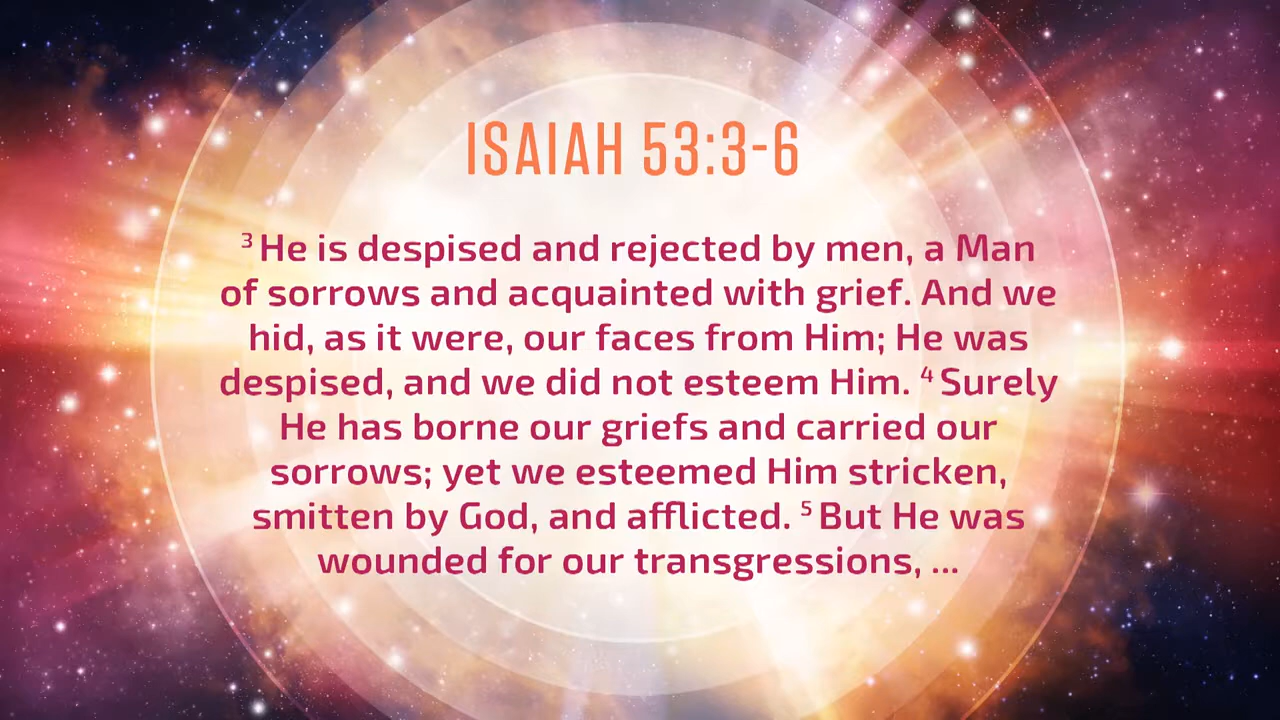 ISAIAH 53:3-6
³ He is despised and rejected by men, a Man
of sorrows and acquainted with grief. And we
hid, as it were, our faces from Him; He was
despised, and we did not esteem Him. ⁴ Surely
He has borne our griefs and carried our
sorrows; yet we esteemed Him stricken,
smitten by God, and afflicted. ⁵ But He was
wounded for our transgressions, ...